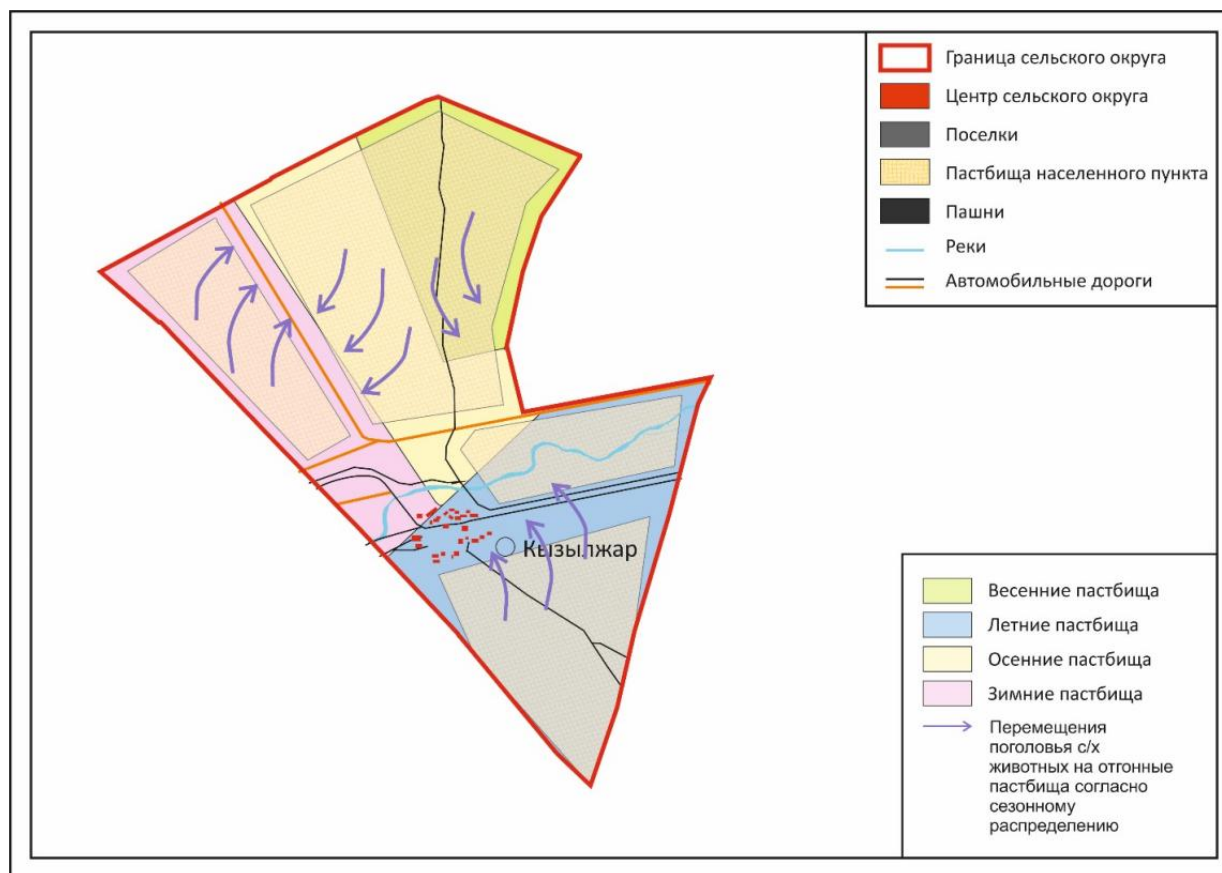 Граница сельского округа
Центр сельского округа
Поселки
Пастбища населенного пункта
Пашни
Реки
Автомобильные дороги
Кызылжар
Весенние пастбища
Летние пастбища
Осенние пастбища
Зимние пастбища
Перемещения
поголовья с/х
животных на отгонные
пастбища согласно
сезонному
распределению